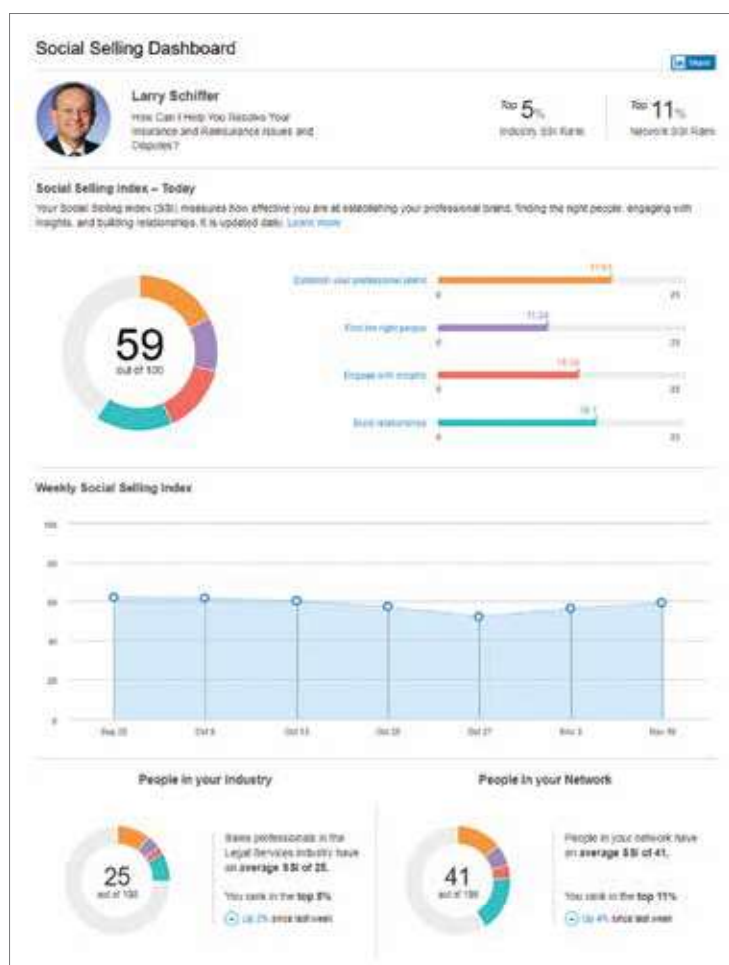 Social Selling Dashboard
Share
Larry Schiffer
How Can I Help You Resolve Your
Insurance and Reinsurance Issues and
Disputes?
Top 5%
Industry SSI Rank
Top 11%
Network SSI Rank
Social Selling Index – Today
Your Social Selling Index (SSI) measures how effective you are at establishing your professional brand, finding the right people, engaging with
insights, and building relationships. It is updated daily. Learn more
59
out of 100
Establish your professional brand
0
25
Find the right people
0
25
Engage with insights
0
25
Build relationships
0
25
Weekly Social Selling Index
100
80
60
40
20
0
Oct 27
People in your Industry
25
out of 100
Sales professionals in the
Legal Services industry have
an average SSI of 25.
You rank in the top 5%
since last week
People in your Network
41
out of 100
People in your network have
an average SSI of 41.
You rank in the top 11%
Up 4% since last week